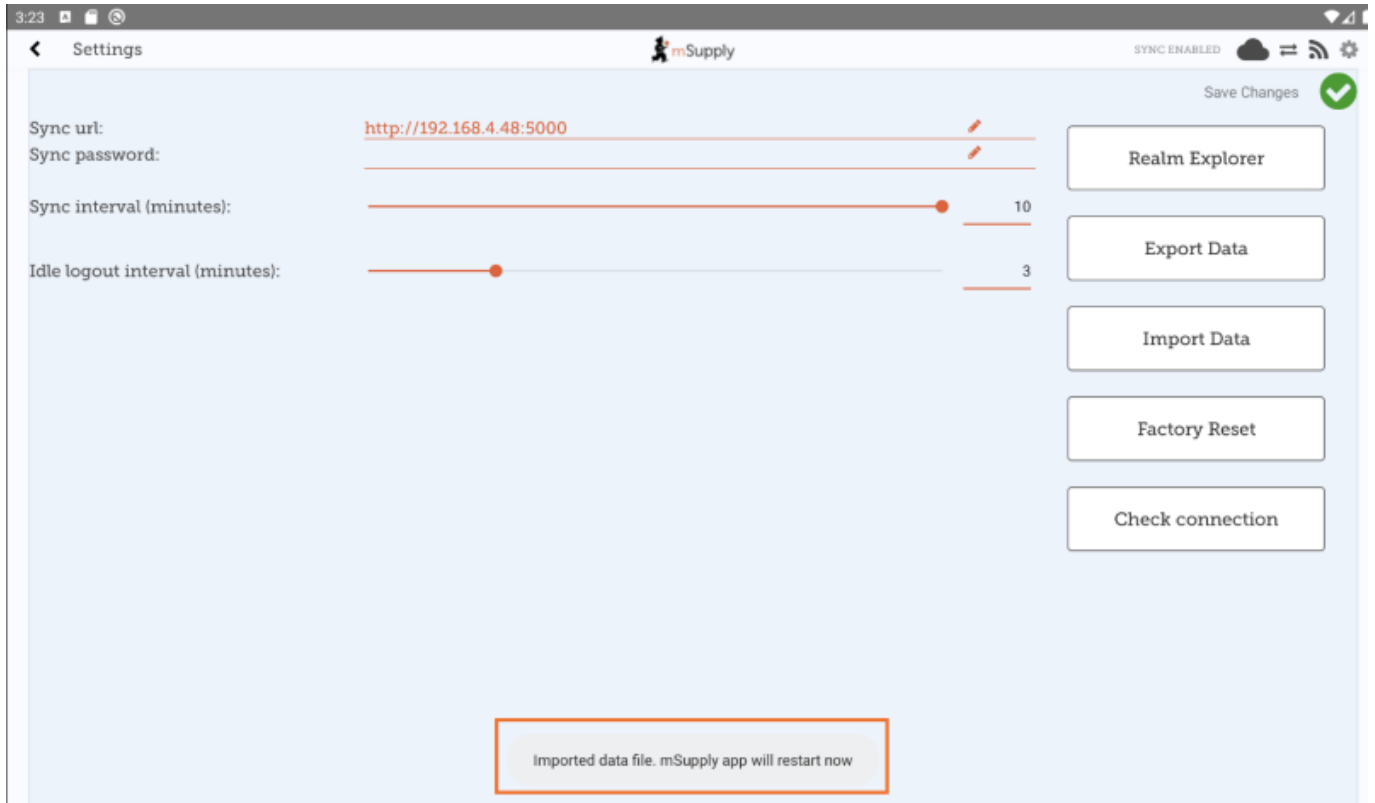 3:23
Settings
mSupply
SYNC ENABLED
Save Changes
Sync url:
http://192.168.4.48:5000
Sync password:
Sync interval (minutes):
10
Idle logout interval (minutes):
3
Realm Explorer
Export Data
Import Data
Factory Reset
Check connection
Imported data file. mSupply app will restart now